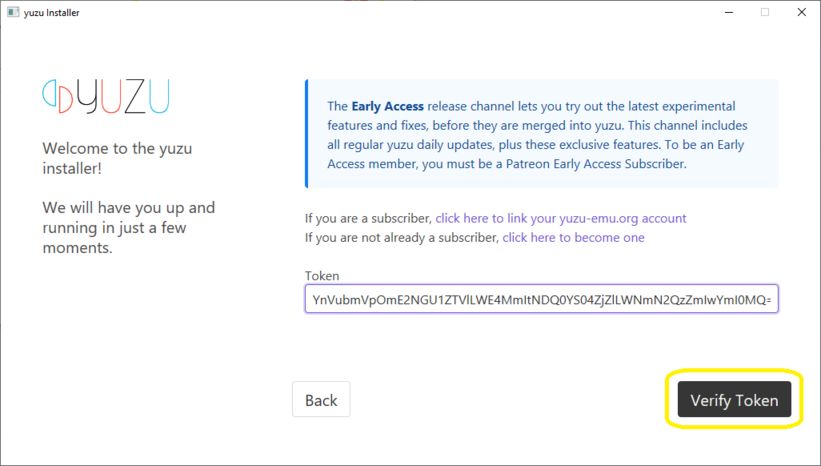 yuzu Installer
YUZU
Welcome to the yuzu
installer!
We will have you up and
running in just a few
moments.
The Early Access release channel lets you try out the latest experimental
features and fixes, before they are merged into yuzu. This channel includes
all regular yuzu daily updates, plus these exclusive features. To be an Early
Access member, you must be a Patreon Early Access Subscriber.
If you are a subscriber, click here to link your yuzu-emu.org account
If you are not already a subscriber, click here to become one
Token
YnVubmVpOmE2NGU1ZTVlLWE4MmItNDQ0YS04ZjZlLWNmN2QzZmIwYmI0MQ=
Back
Verify Token